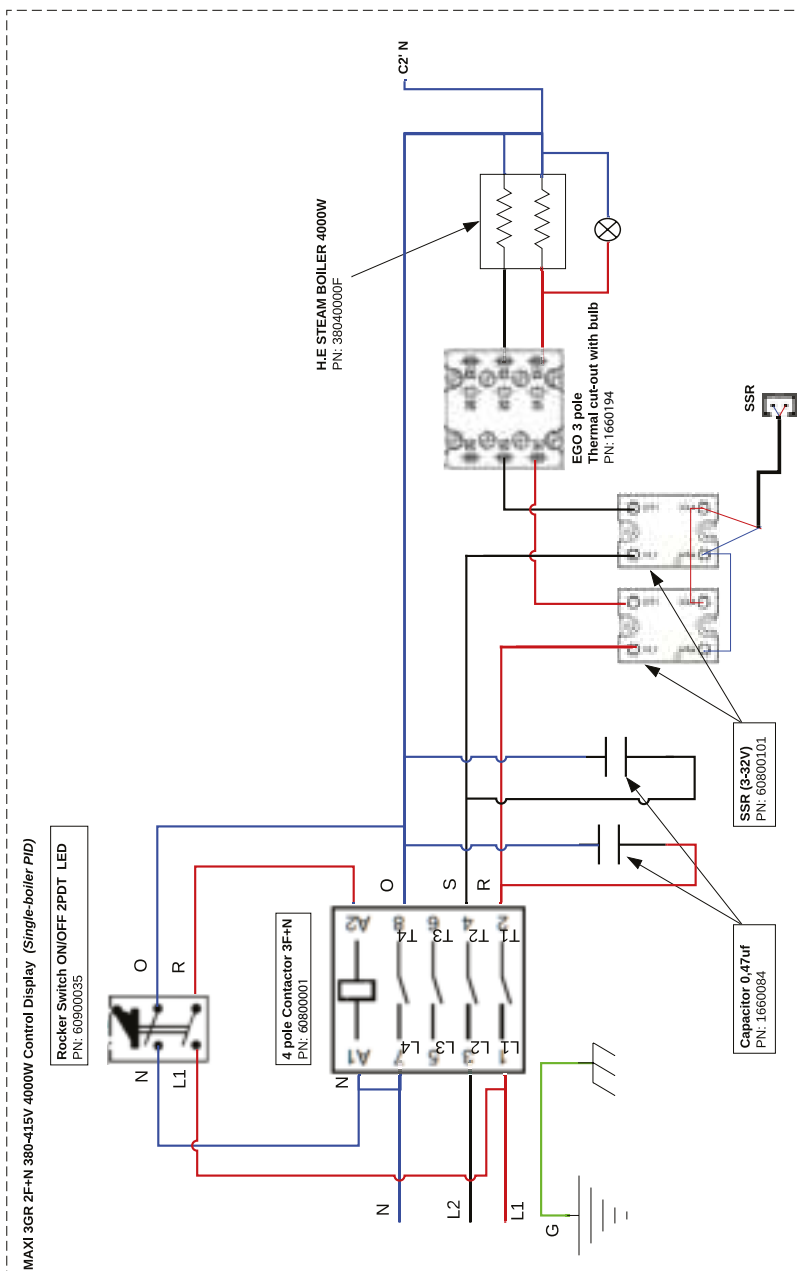 MAXI 3GR 2F+N 380-415V 4000W Control Display (Single-boiler PID)
Rocker Switch ON/OFF 2PDT LED
PN: 60900035
N
L1
O
R
4 pole Contactor 3F+N
PN: 60800001
N
A1
A2
7
L4
8
T4
5
L3
6
T3
3
L2
4
T2
1
L1
2
T1
O
S
R
N
L2
L1
G
H.E STEAM BOILER 4000W
PN: 38040000F
C2' N
EGO 3 pole
Thermal cut-out with bulb
PN: 1660194
SSR
SSR (3-32V)
PN: 60800101
Capacitor 0,47uf
PN: 1660084